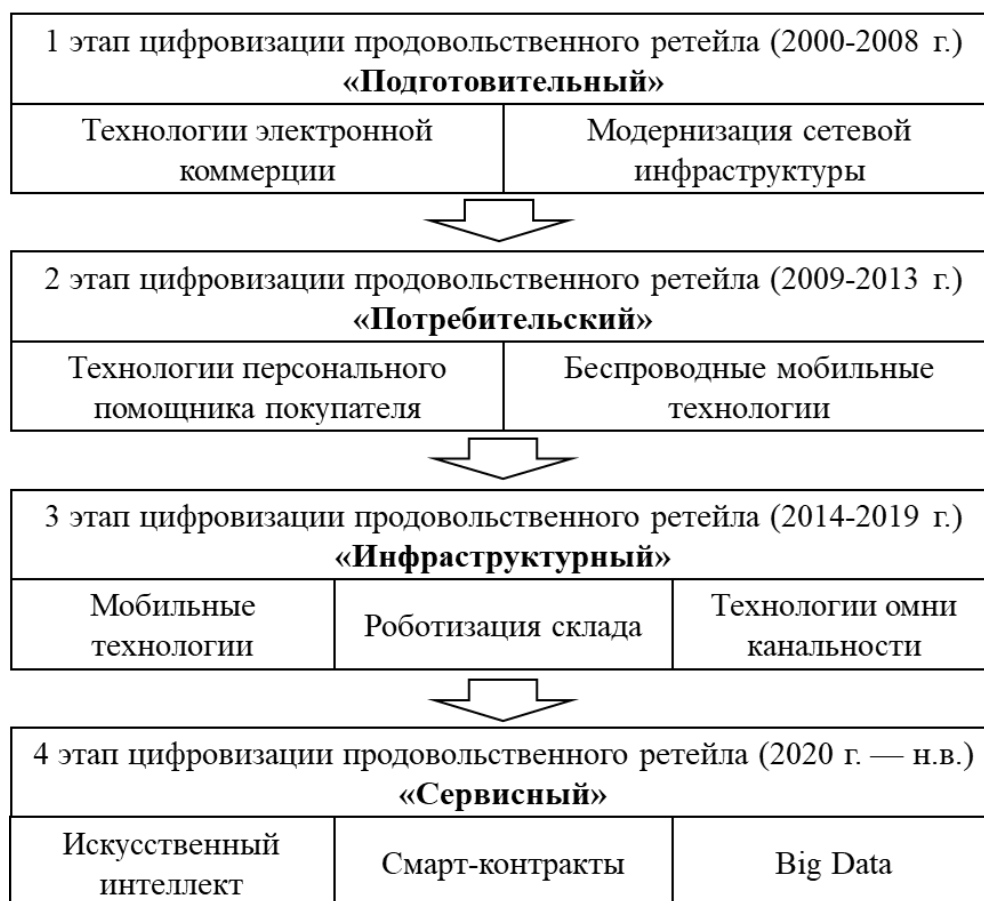 1 этап цифровизации продовольственного ретейла (2000-2008 г.)
«Подготовительный»
Технологии электронной
коммерции
Модернизация сетевой
инфраструктуры
2 этап цифровизации продовольственного ретейла (2009-2013 г.)
«Потребительский»
Технологии персонального
помощника покупателя
Беспроводные мобильные
технологии
3 этап цифровизации продовольственного ретейла (2014-2019 г.)
«Инфраструктурный»
Мобильные
технологии
Роботизация склада
Технологии омни
канальности
4 этап цифровизации продовольственного ретейла (2020 г. — н.в.)
«Сервисный»
Искусственный
интеллект
Смарт-контракты
Big Data